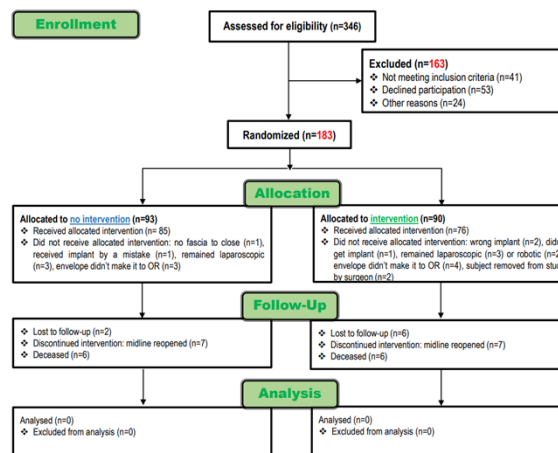 Enrollment
Assessed for eligibility (n=346)
Excluded (n=163)
❖ Not meeting inclusion criteria (n=41)
❖ Declined participation (n=53)
❖ Other reasons (n=24)
Randomized (n=183)
Allocation
Allocated to no intervention (n=93)
❖ Received allocated intervention (n= 85)
❖ Did not receive allocated intervention: no fascia to close (n=1),
received implant by a mistake (n=1), remained laparoscopic
(n=3), envelope didn't make it to OR (n=3)
Allocated to intervention (n=90)
❖ Received allocated intervention (n=76)
❖ Did not receive allocated intervention: wrong implant (n=2), didn
get implant (n=1), remained laparoscopic (n=3) or robotic (n=2
envelope didn't make it to OR (n=4), subject removed from stud
by surgeon (n=2)
Follow-Up
❖ Lost to follow-up (n=2)
❖ Discontinued intervention: midline reopened (n=7)
❖ Deceased (n=6)
❖ Lost to follow-up (n=6)
❖ Discontinued intervention: midline reopened (n=7)
❖ Deceased (n=6)
Analysis
Analysed (n=0)
❖ Excluded from analysis (n=0)
Analysed (n=0)
❖ Excluded from analysis (n=0)